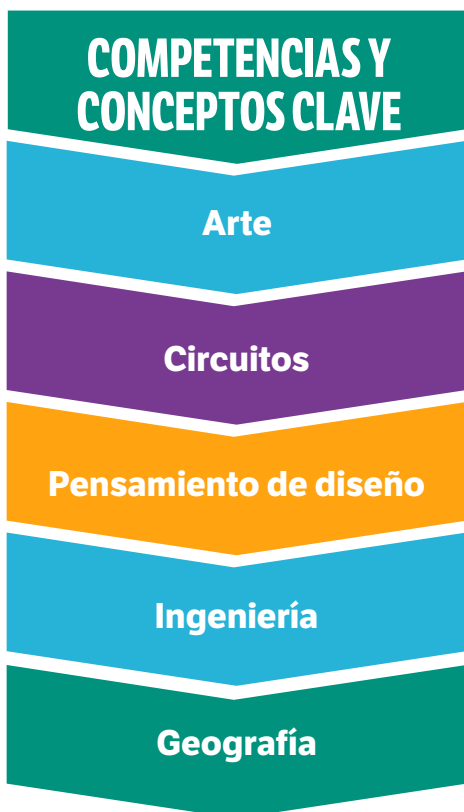 COMPETENCIAS Y
CONCEPTOS CLAVE
Arte
Circuitos
Pensamiento de diseño
Ingeniería
Geografía